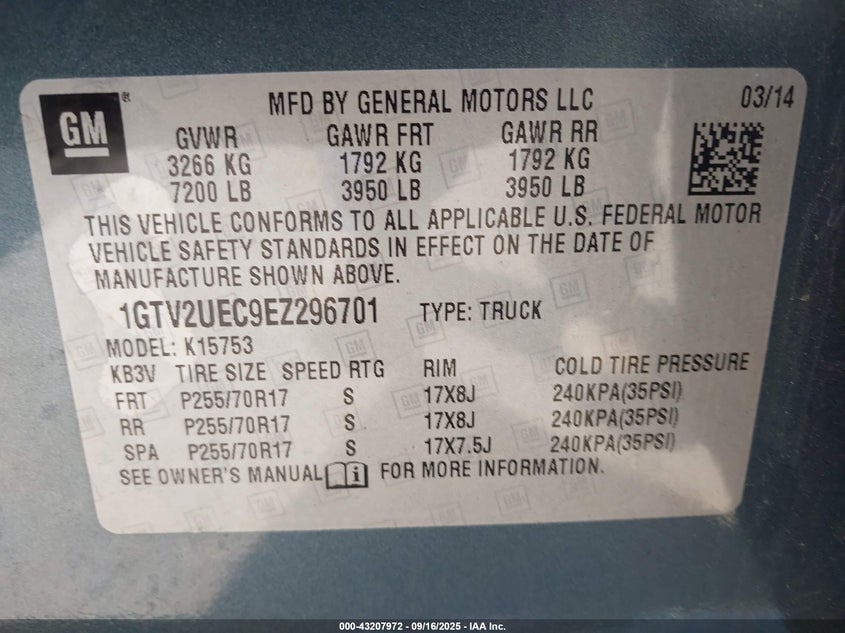 GM® MFD BY GENERAL MOTORS LLC 03/14
GVWR GAWR FRT GAWR RR
3266 KG 1792 KG 1792 KG
7200 LB 3950 LB 3950 LB
THIS VEHICLE CONFORMS TO ALL APPLICABLE U.S. FEDERAL MOTOR
VEHICLE SAFETY STANDARDS IN EFFECT ON THE DATE OF
MANUFACTURE SHOWN ABOVE.
1GTV2UEC9EZ296701 TYPE: TRUCK
MODEL: K15753
KB3V TIRE SIZE SPEED RTG RIM COLD TIRE PRESSURE
FRT P255/70R17 S 17X8J 240KPA(35PSI)
RR P255/70R17 S 17X8J 240KPA(35PSI)
SPA P255/70R17 S 17X7.5J 240KPA(35PSI)
SEE OWNER'S MANUAL i FOR MORE INFORMATION.
000-43207972 - 09/16/2025 - IAA Inc.